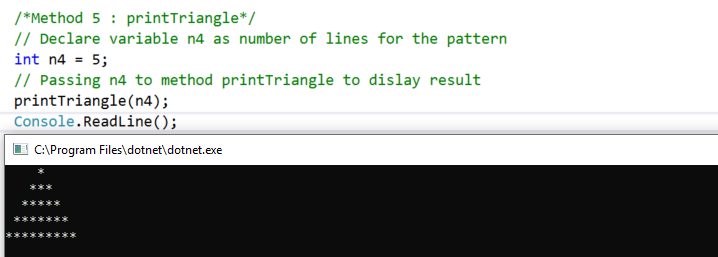 /*Method 5 : printTriangle*/
// Declare variable n4 as number of lines for the pattern
int n4 = 5;
// Passing n4 to method printTriangle to dislay result
printTriangle(n4);
Console.ReadLine();
C:\Program Files\dotnet\dotnet.exe
    *
   ***
  *****
 *******
*********